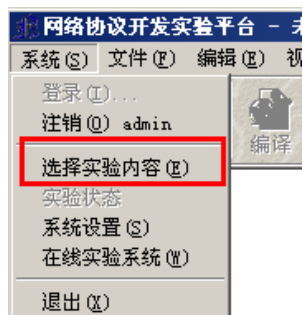 网络协议开发实验平台 -
系统(S) 文件(F) 编辑(E) 视
登录(I)...
注销(O) admin
编译
选择实验内容(E)
实验状态
系统设置(S)
在线实验系统(W)
退出(X)